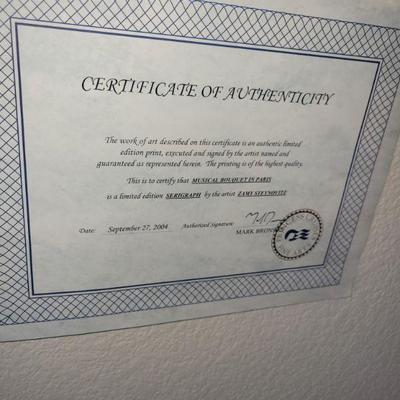 CERTIFICATE OF AUTHENTICITY
The work of art described on this certificate is an authentic limited
edition print, executed and signed by the artist named and
guaranteed as represented herein. The printing is of the highest quality.
This is to certify that MUSICAL BOUQUET IN PARIS
is a limited edition SERIGRAPH by the artist ZAMY STEYNOVITZ
Date: September 27, 2004 Authorized signature:
MARK